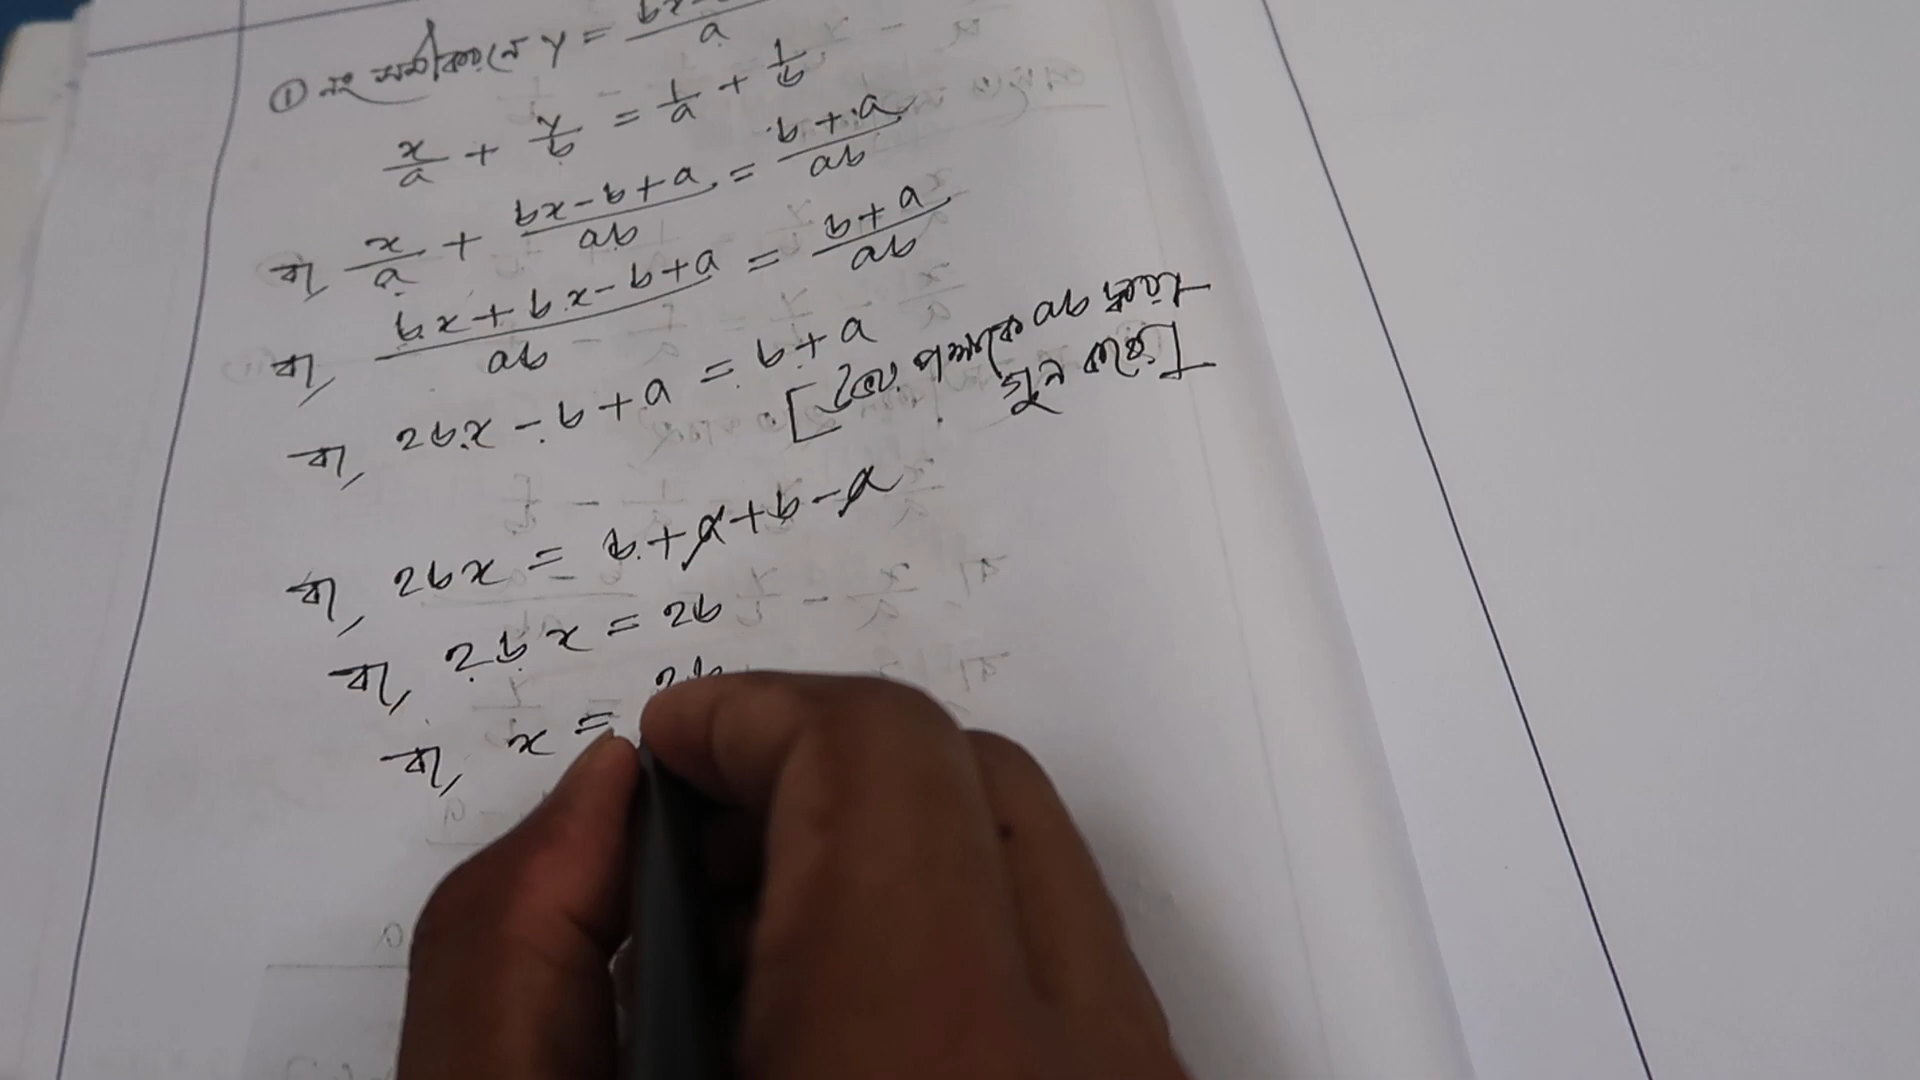 ① নং সমীকরণে y = bx-/a
x/a + y/b = 1/a + 1/b
বা, x/a + bx-b+a/ab = b+a/ab
বা, bx+bx-b+a/ab = b+a/ab
বা, 2bx-b+a = b+a
[উভয় পক্ষকে ab দ্বারা গুণ করে]
বা, 2bx = b+a+b-a
বা, 2bx = 2b
বা, x = 2b